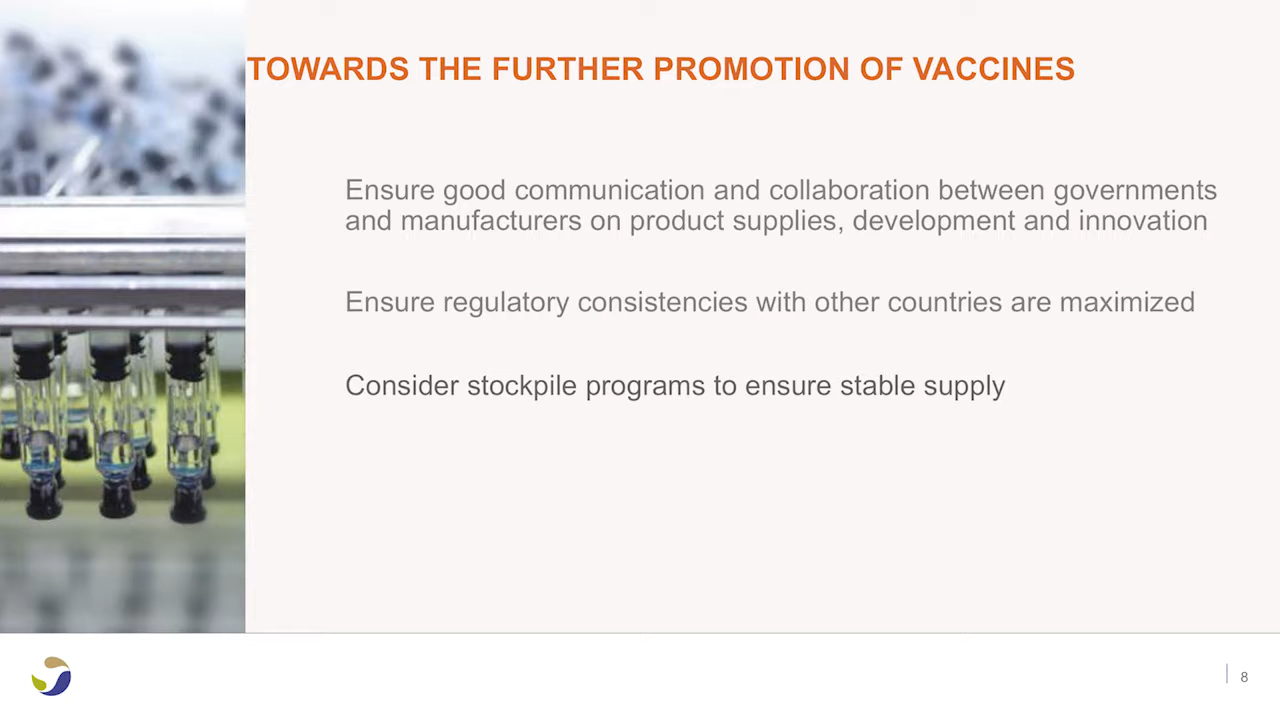 TOWARDS THE FURTHER PROMOTION OF VACCINES
Ensure good communication and collaboration between governments
and manufacturers on product supplies, development and innovation
Ensure regulatory consistencies with other countries are maximized
Consider stockpile programs to ensure stable supply
8